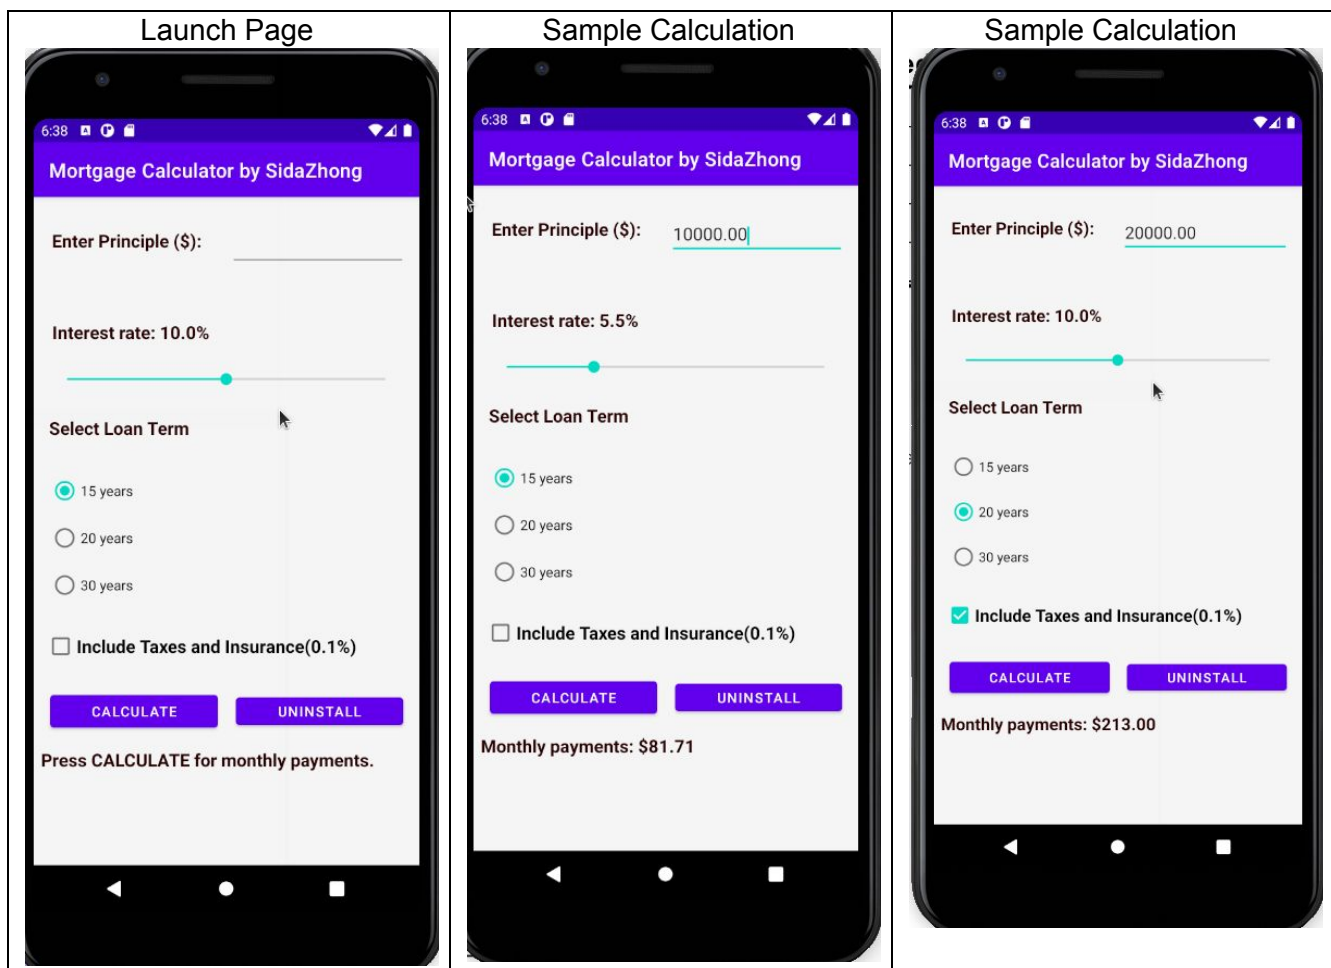 Launch Page
6:38
Mortgage Calculator by SidaZhong
Enter Principle ($):
Interest rate: 10.0%
Select Loan Term
15 years
20 years
30 years
Include Taxes and Insurance(0.1%)
CALCULATE
UNINSTALL
Press CALCULATE for monthly payments.
Sample Calculation
6:38
Mortgage Calculator by SidaZhong
Enter Principle ($):
10000.00
Interest rate: 5.5%
Select Loan Term
15 years
20 years
30 years
Include Taxes and Insurance(0.1%)
CALCULATE
UNINSTALL
Monthly payments: $81.71
Sample Calculation
6:38
Mortgage Calculator by SidaZhong
Enter Principle ($):
20000.00
Interest rate: 10.0%
Select Loan Term
15 years
20 years
30 years
Include Taxes and Insurance(0.1%)
CALCULATE
UNINSTALL
Monthly payments: $213.00